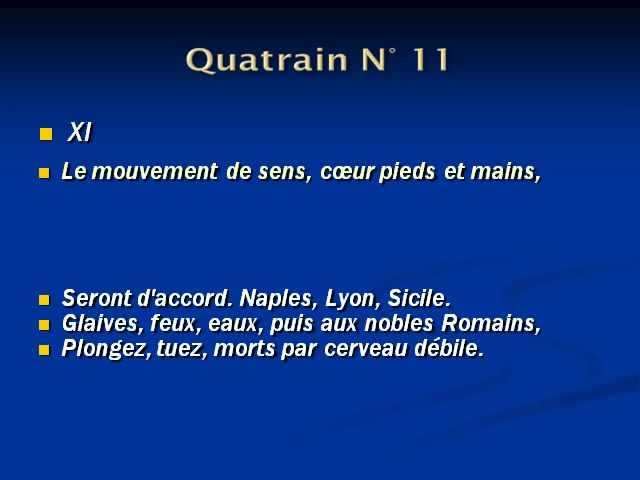 Quatrain N° 11
XI
Le mouvement de sens, cœur pieds et mains,
Seront d'accord. Naples, Lyon, Sicile.
Glaives, feux, eaux, puis aux nobles Romains,
Plongez, tuez, morts par cerveau débile.